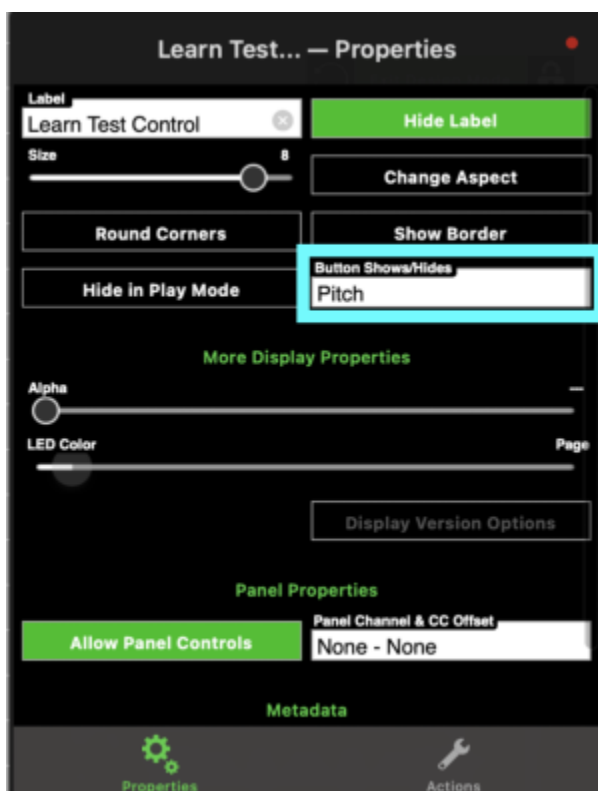 Learn Test... — Properties
Label
Learn Test Control
Hide Label
Size 8
Change Aspect
Round Corners
Show Border
Hide in Play Mode
Button Shows/Hides
Pitch
More Display Properties
Alpha —
LED Color Page
Display Version Options
Panel Properties
Allow Panel Controls
Panel Channel & CC Offset
None - None
Metadata
Properties
Actions